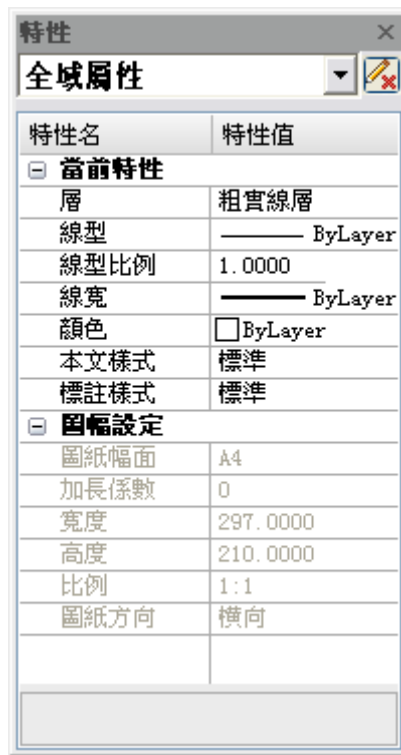 特性
全域屬性
特性名 特性值
當前特性
層 粗實線層
線型 ByLayer
線型比例 1.0000
線寬 ByLayer
顏色 ByLayer
本文樣式 標準
標註樣式 標準
圖幅設定
圖紙幅面 A4
加長係數 0
寬度 297.0000
高度 210.0000
比例 1:1
圖紙方向 橫向